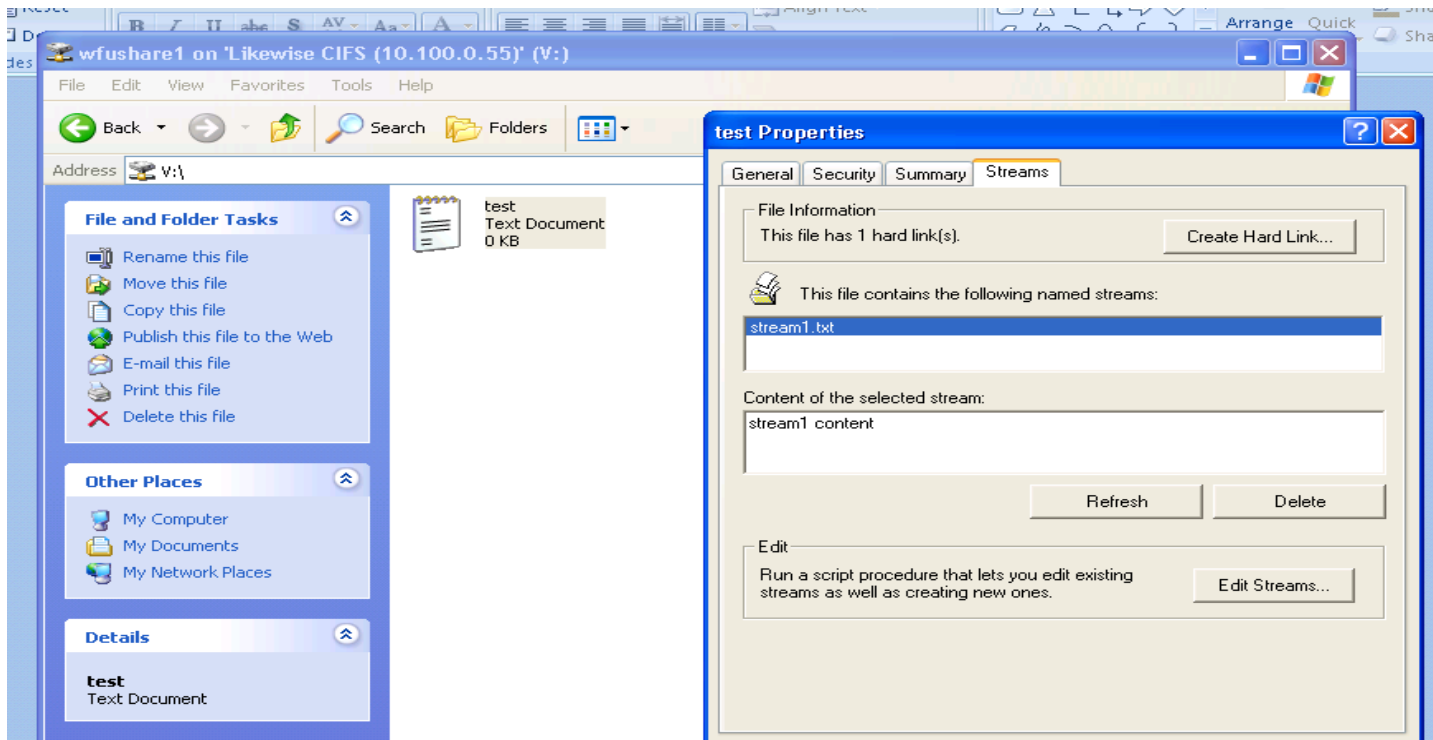 Arrange Quick
wfushare1 on 'Likewise CIFS (10.100.0.55)' (V:)
File Edit View Favorites Tools Help
Back Search Folders
Address V:\
File and Folder Tasks
Rename this file
Move this file
Copy this file
Publish this file to the Web
E-mail this file
Print this file
Delete this file
Other Places
My Computer
My Documents
My Network Places
Details
test
Text Document
test
Text Document
0 KB
test Properties
General Security Summary Streams
File Information
This file has 1 hard link(s).
Create Hard Link...
This file contains the following named streams:
stream1.txt
Content of the selected stream:
stream1 content
Refresh Delete
Edit
Run a script procedure that lets you edit existing
streams as well as creating new ones.
Edit Streams...